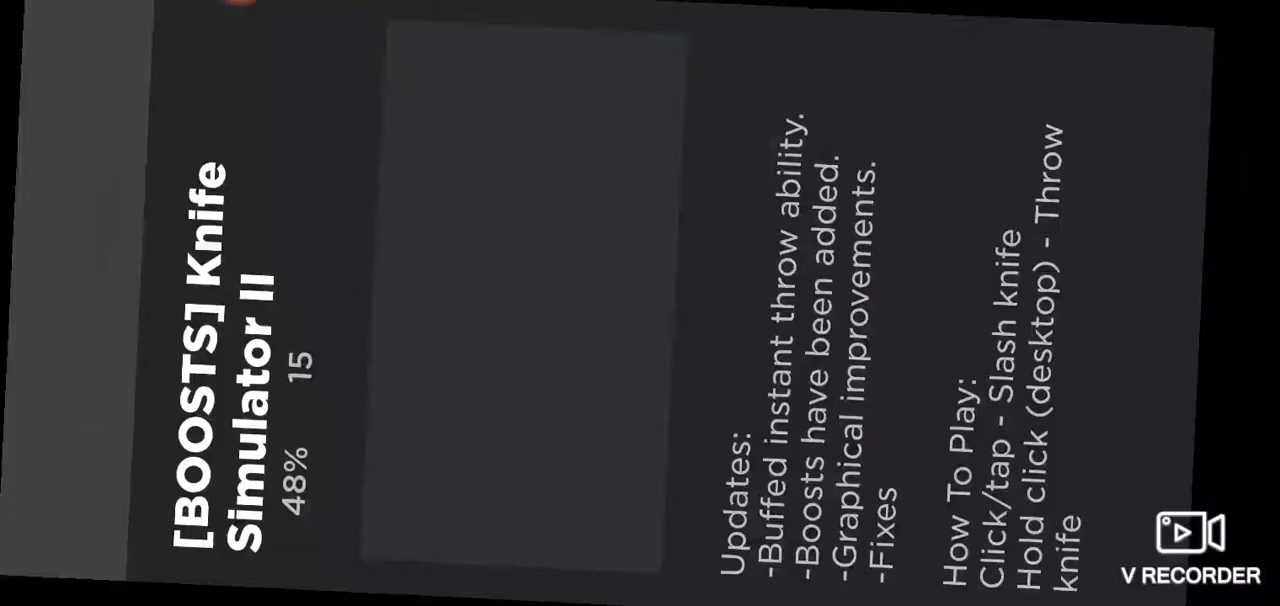 [BOOSTS] Knife
Simulator II
48% 15
Updates:
-Buffed instant throw ability.
-Boosts have been added.
-Graphical improvements.
-Fixes
How To Play:
Click/tap - Slash knife
Hold click (desktop) - Throw
knife
V RECORDER